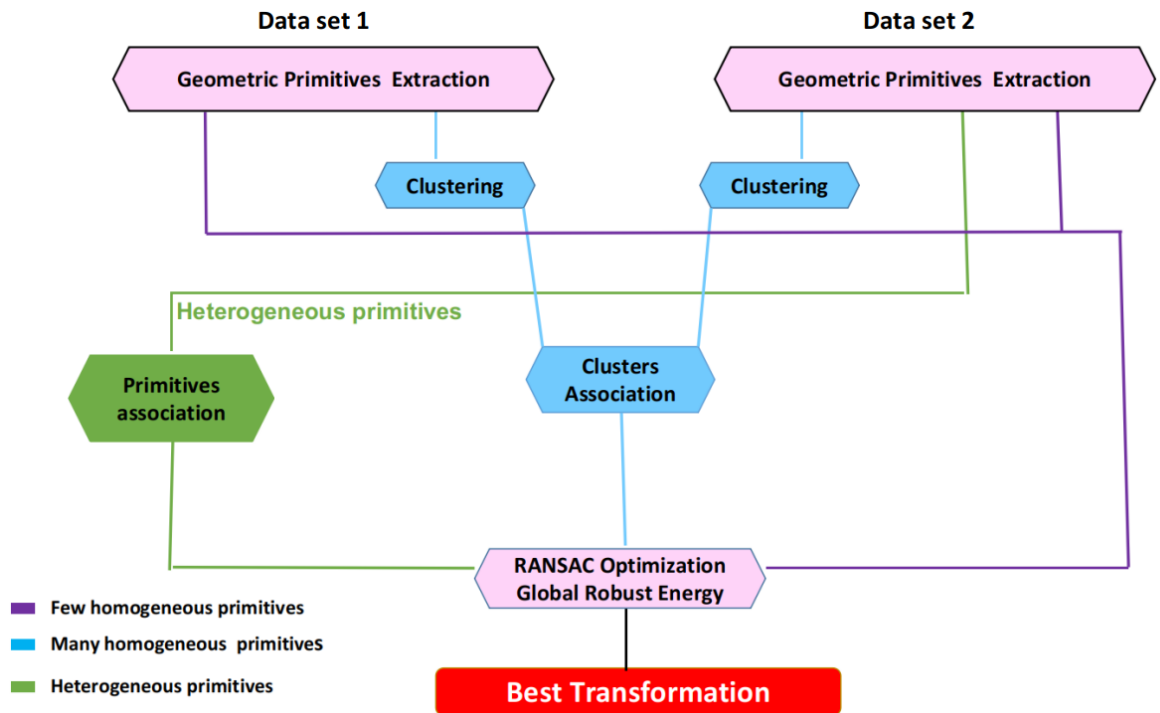 Data set 1
Data set 2
Geometric Primitives Extraction
Geometric Primitives Extraction
Clustering
Clustering
Heterogeneous primitives
Primitives
association
Clusters
Association
RANSAC Optimization
Global Robust Energy
Few homogeneous primitives
Many homogeneous primitives
Heterogeneous primitives
Best Transformation